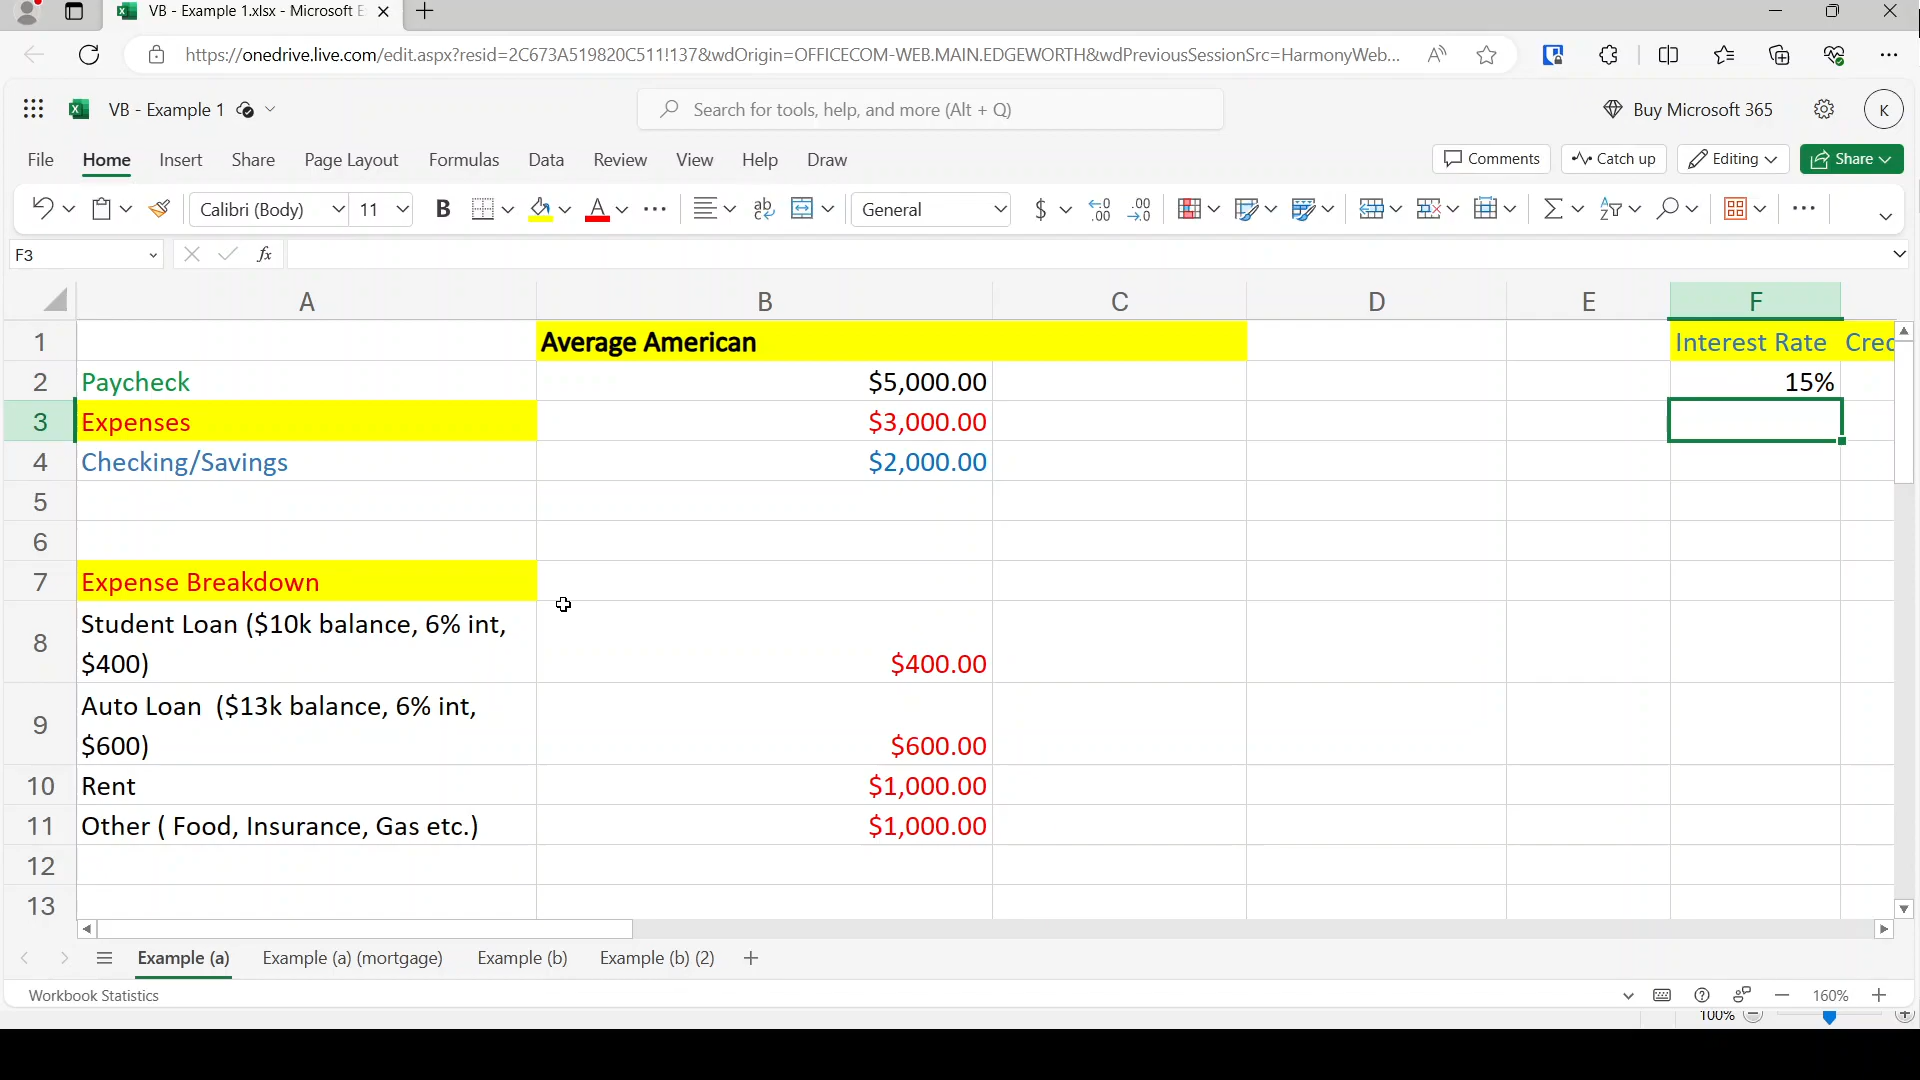 VB - Example 1.xlsx - Microsoft E
https://onedrive.live.com/edit.aspx?resid=2C673A519820C511!137&wdOrigin=OFFICECOM-WEB.MAIN.EDGEWORTH&wdPreviousSessionSrc=HarmonyWeb...
VB - Example 1
Search for tools, help, and more (Alt + Q)
Buy Microsoft 365
K
File Home Insert Share Page Layout Formulas Data Review View Help Draw
Comments Catch up Editing Share
Calibri (Body) 11 B General
F3 fx
A B C D E F
1 Average American Interest Rate Cred
2 Paycheck $5,000.00 15%
3 Expenses $3,000.00
4 Checking/Savings $2,000.00
5
6
7 Expense Breakdown
Student Loan ($10k balance, 6% int,
8 $400) $400.00
Auto Loan ($13k balance, 6% int,
9 $600) $600.00
10 Rent $1,000.00
11 Other ( Food, Insurance, Gas etc.) $1,000.00
12
13
Example (a) Example (a) (mortgage) Example (b) Example (b) (2)
Workbook Statistics 160%
100%